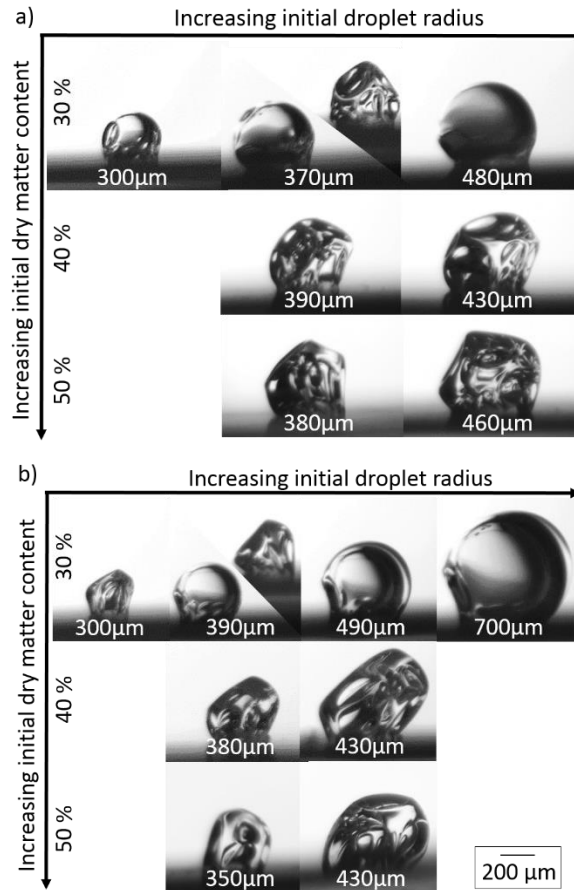 a)
Increasing initial droplet radius
Increasing initial dry matter content
30 %
300µm
370µm
480µm
40 %
390µm
430µm
50 %
380µm
460µm
b)
Increasing initial droplet radius
Increasing initial dry matter content
30 %
300µm
390µm
490µm
700µm
40 %
380µm
430µm
50 %
350µm
430µm
200 µm